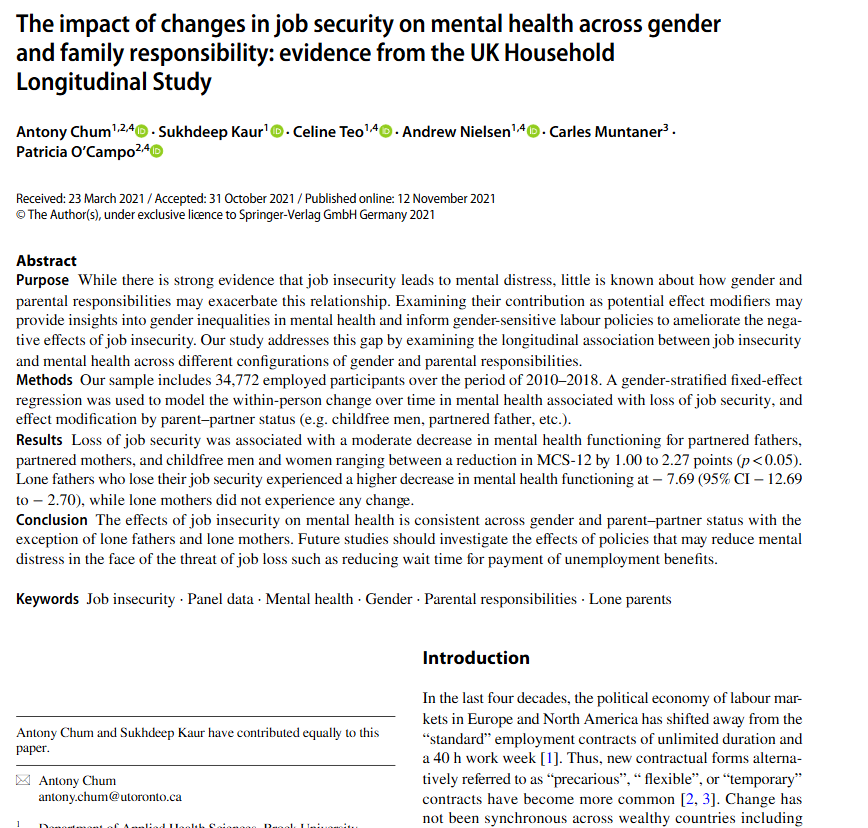 The impact of changes in job security on mental health across gender
and family responsibility: evidence from the UK Household
Longitudinal Study
Antony Chum1,2,4 · Sukhdeep Kaur1 · Celine Teo1,4 · Andrew Nielsen1,4 · Carles Muntaner3 ·
Patricia O'Campo2,4
Received: 23 March 2021 / Accepted: 31 October 2021 / Published online: 12 November 2021
© The Author(s), under exclusive licence to Springer-Verlag GmbH Germany 2021
Abstract
Purpose While there is strong evidence that job insecurity leads to mental distress, little is known about how gender and
parental responsibilities may exacerbate this relationship. Examining their contribution as potential effect modifiers may
provide insights into gender inequalities in mental health and inform gender-sensitive labour policies to ameliorate the nega-
tive effects of job insecurity. Our study addresses this gap by examining the longitudinal association between job insecurity
and mental health across different configurations of gender and parental responsibilities.
Methods Our sample includes 34,772 employed participants over the period of 2010–2018. A gender-stratified fixed-effect
regression was used to model the within-person change over time in mental health associated with loss of job security, and
effect modification by parent–partner status (e.g. childfree men, partnered father, etc.).
Results Loss of job security was associated with a moderate decrease in mental health functioning for partnered fathers,
partnered mothers, and childfree men and women ranging between a reduction in MCS-12 by 1.00 to 2.27 points (p < 0.05).
Lone fathers who lose their job security experienced a higher decrease in mental health functioning at − 7.69 (95% CI − 12.69
to − 2.70), while lone mothers did not experience any change.
Conclusion The effects of job insecurity on mental health is consistent across gender and parent–partner status with the
exception of lone fathers and lone mothers. Future studies should investigate the effects of policies that may reduce mental
distress in the face of the threat of job loss such as reducing wait time for payment of unemployment benefits.
Keywords Job insecurity · Panel data · Mental health · Gender · Parental responsibilities · Lone parents
Antony Chum and Sukhdeep Kaur have contributed equally to this
paper.
Antony Chum
antony.chum@utoronto.ca
1 Department of Applied Health Sciences, Brock University,
Introduction
In the last four decades, the political economy of labour mar-
kets in Europe and North America has shifted away from the
“standard” employment contracts of unlimited duration and
a 40 h work week [1]. Thus, new contractual forms alterna-
tively referred to as “precarious”, “ flexible”, or “temporary”
contracts have become more common [2, 3]. Change has
not been synchronous across wealthy countries including